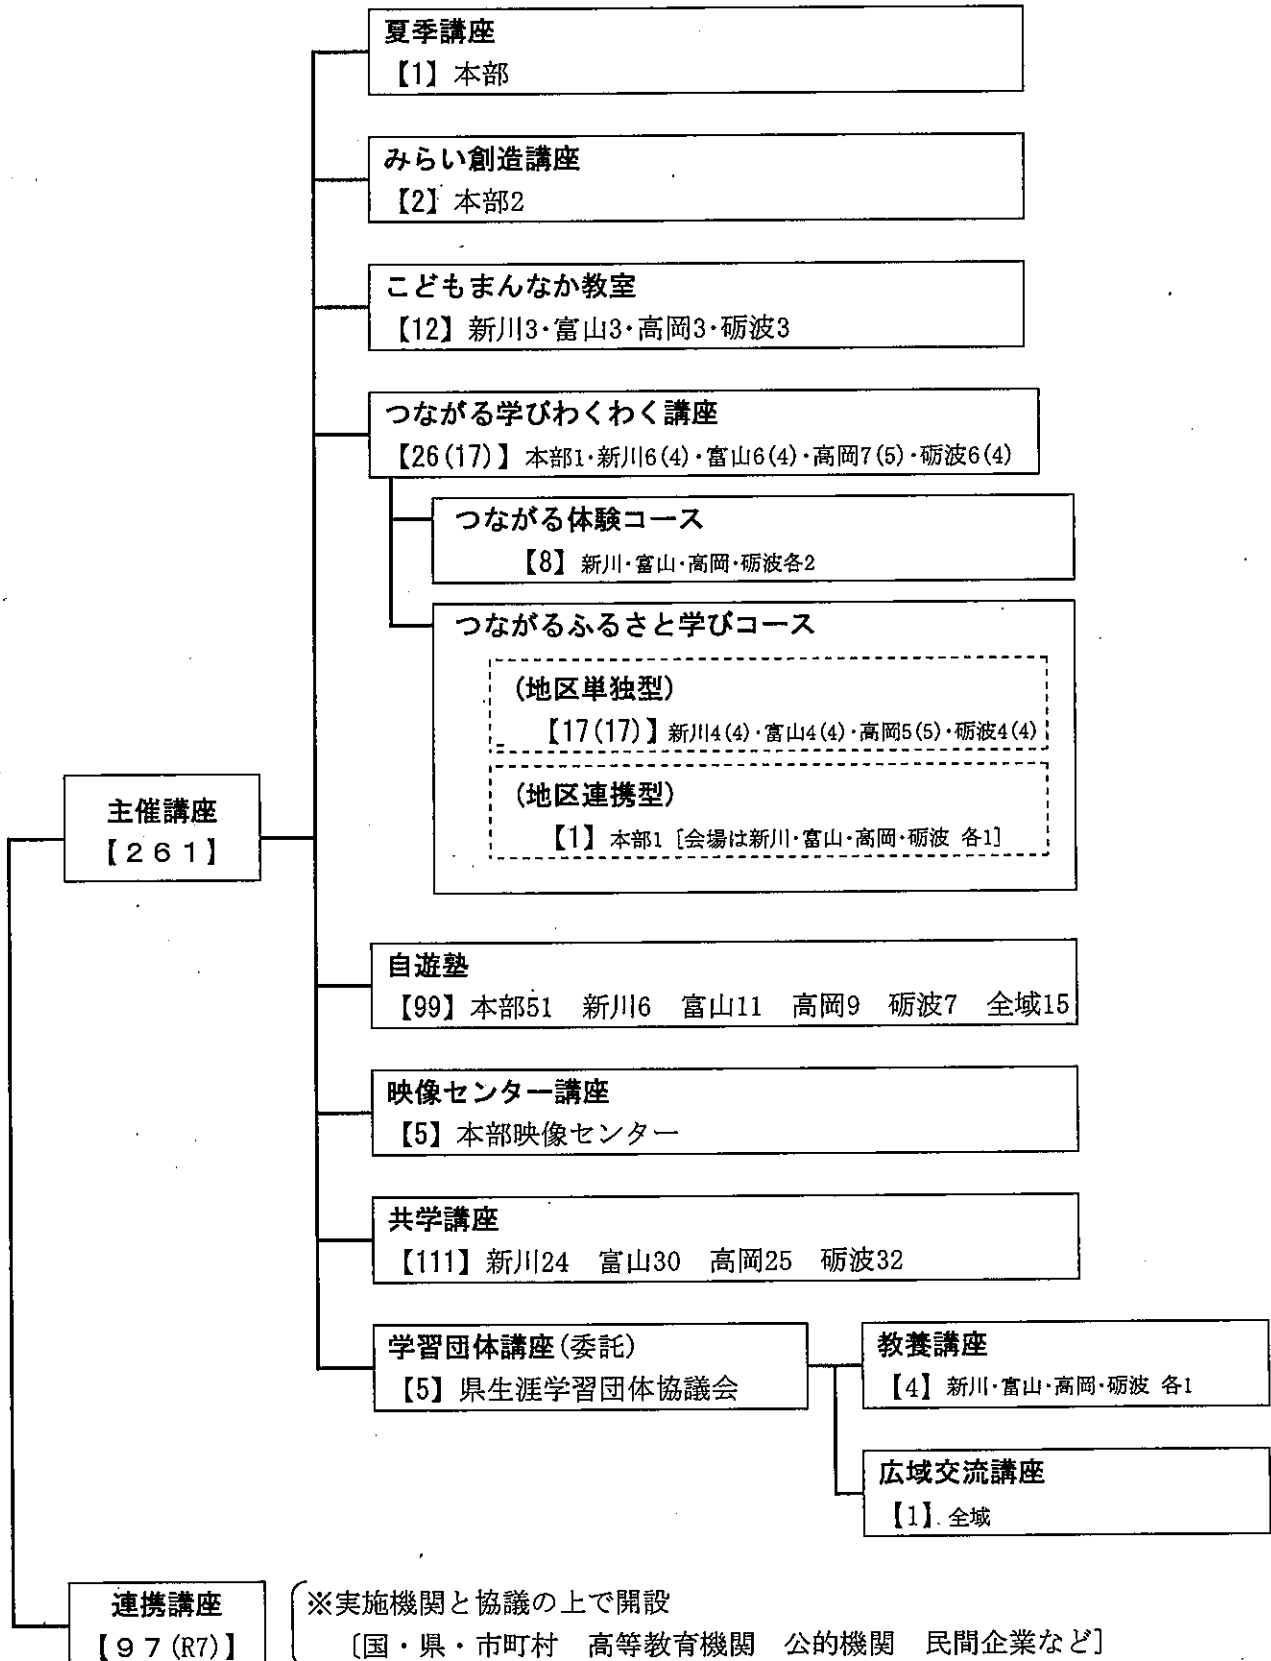 夏季講座
【1】本部
みらい創造講座
【2】本部2
こどもまんなか教室
【12】新川3・富山3・高岡3・砺波3
つながる学びわくわく講座
【26(17)】本部1・新川6(4)・富山6(4)・高岡7(5)・砺波6(4)
つながる体験コース
【8】新川・富山・高岡・砺波各2
つながるふるさと学びコース
(地区単独型)
【17(17)】新川4(4)・富山4(4)・高岡5(5)・砺波4(4)
(地区連携型)
【1】本部1 [会場は新川・富山・高岡・砺波 各1]
主催講座
【261】
自遊塾
【99】本部51 新川6 富山11 高岡9 砺波7 全域15
映像センター講座
【5】本部映像センター
共学講座
【111】新川24 富山30 高岡25 砺波32
学習団体講座(委託)
【5】県生涯学習団体協議会
教養講座
【4】新川・富山・高岡・砺波 各1
広域交流講座
【1】全域
連携講座
【97(R7)】
※実施機関と協議の上で開設
[国・県・市町村 高等教育機関 公的機関 民間企業など]